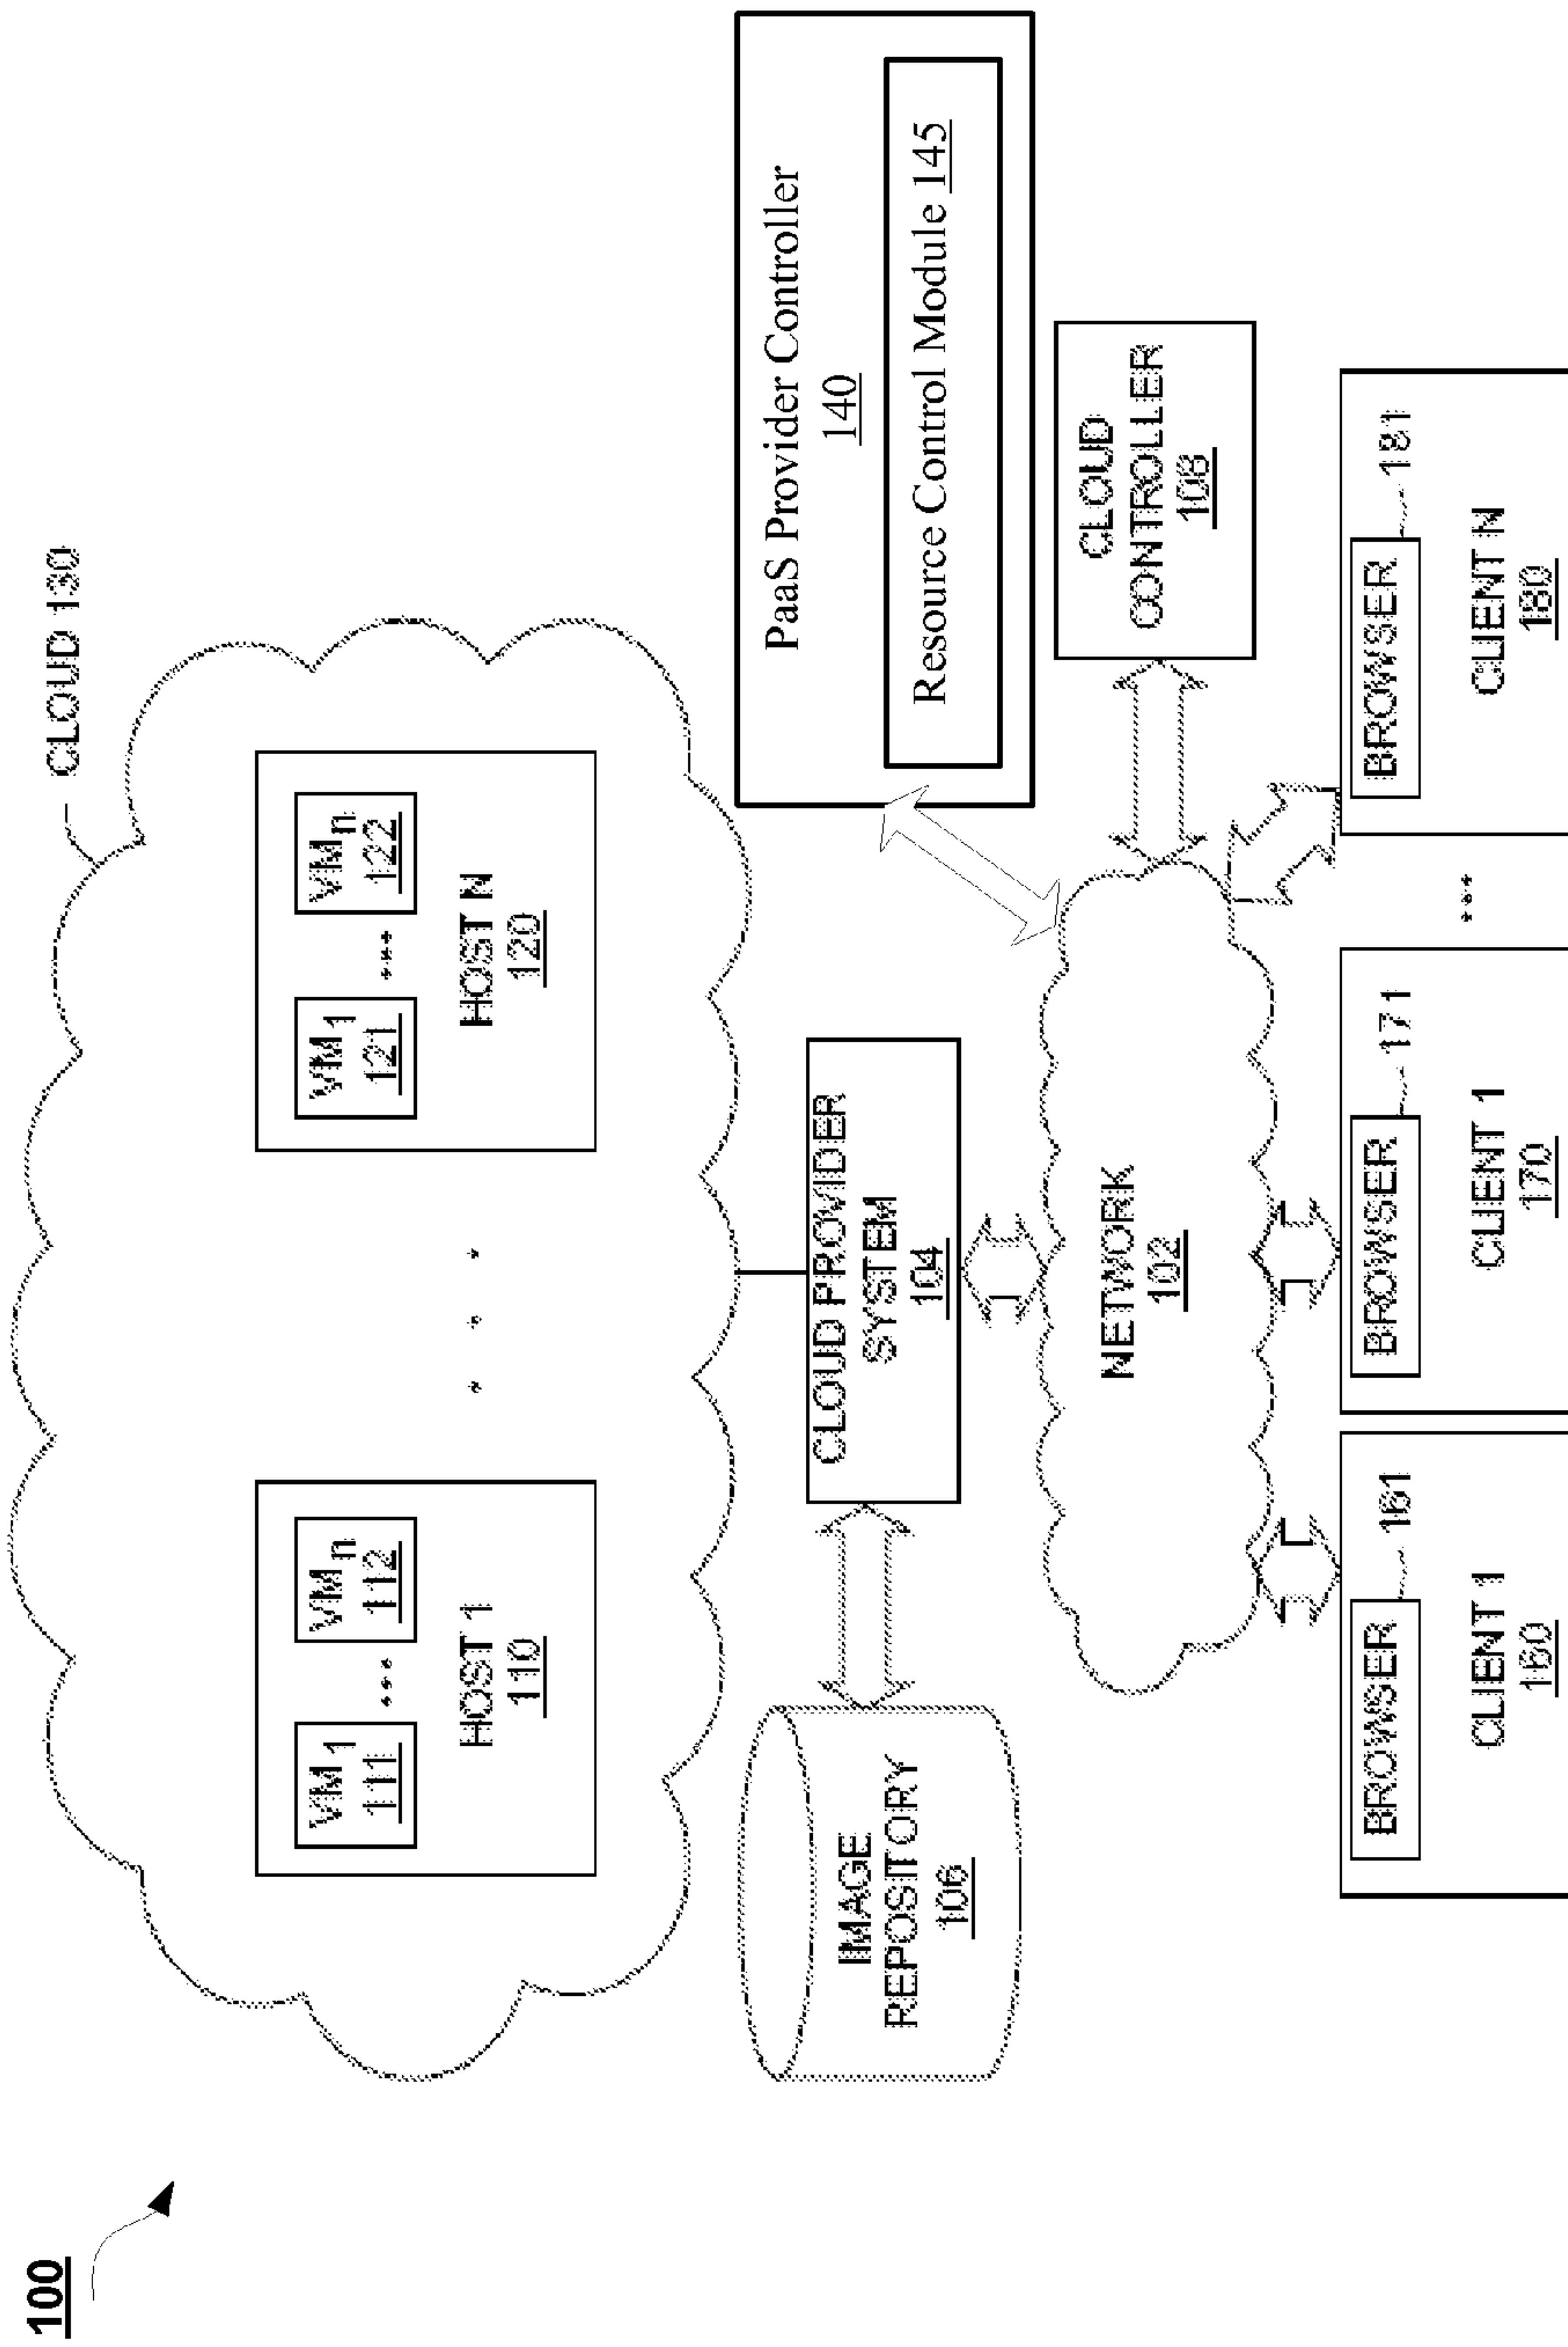 100
CLOUD 130
VM1
111
...
VMn
112
HOST 1
110
. . .
VM1
121
...
VMn
122
HOST N
120
IMAGE
REPOSITORY
106
CLOUD PROVIDER
SYSTEM
104
PaaS Provider Controller
140
Resource Control Module 145
NETWORK
102
CLOUD
CONTROLLER
108
BROWSER
161
CLIENT 1
160
BROWSER
171
CLIENT 1
170
...
BROWSER
181
CLIENT N
180